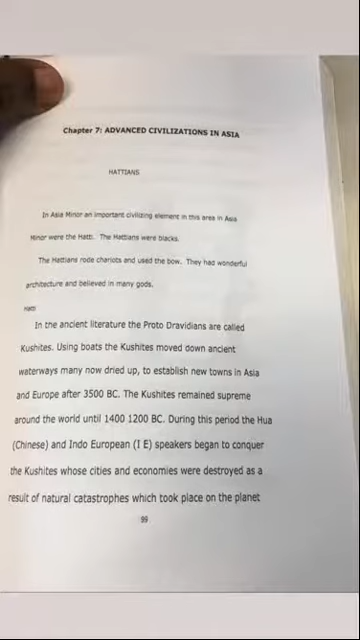 Chapter 7: ADVANCED CIVILIZATIONS IN ASIA
HATTIANS
In Asia Minor an important civilizing element in this area in Asia
Minor were the Hatti. The Hattians were blacks.
The Hattians rode chariots and used the bow. They had wonderful
architecture and believed in many gods.
Hatti
In the ancient literature the Proto Dravidians are called
Kushites. Using boats the Kushites moved down ancient
waterways many now dried up, to establish new towns in Asia
and Europe after 3500 BC. The Kushites remained supreme
around the world until 1400 1200 BC. During this period the Hua
(Chinese) and Indo European (I E) speakers began to conquer
the Kushites whose cities and economies were destroyed as a
result of natural catastrophes which took place on the planet
99